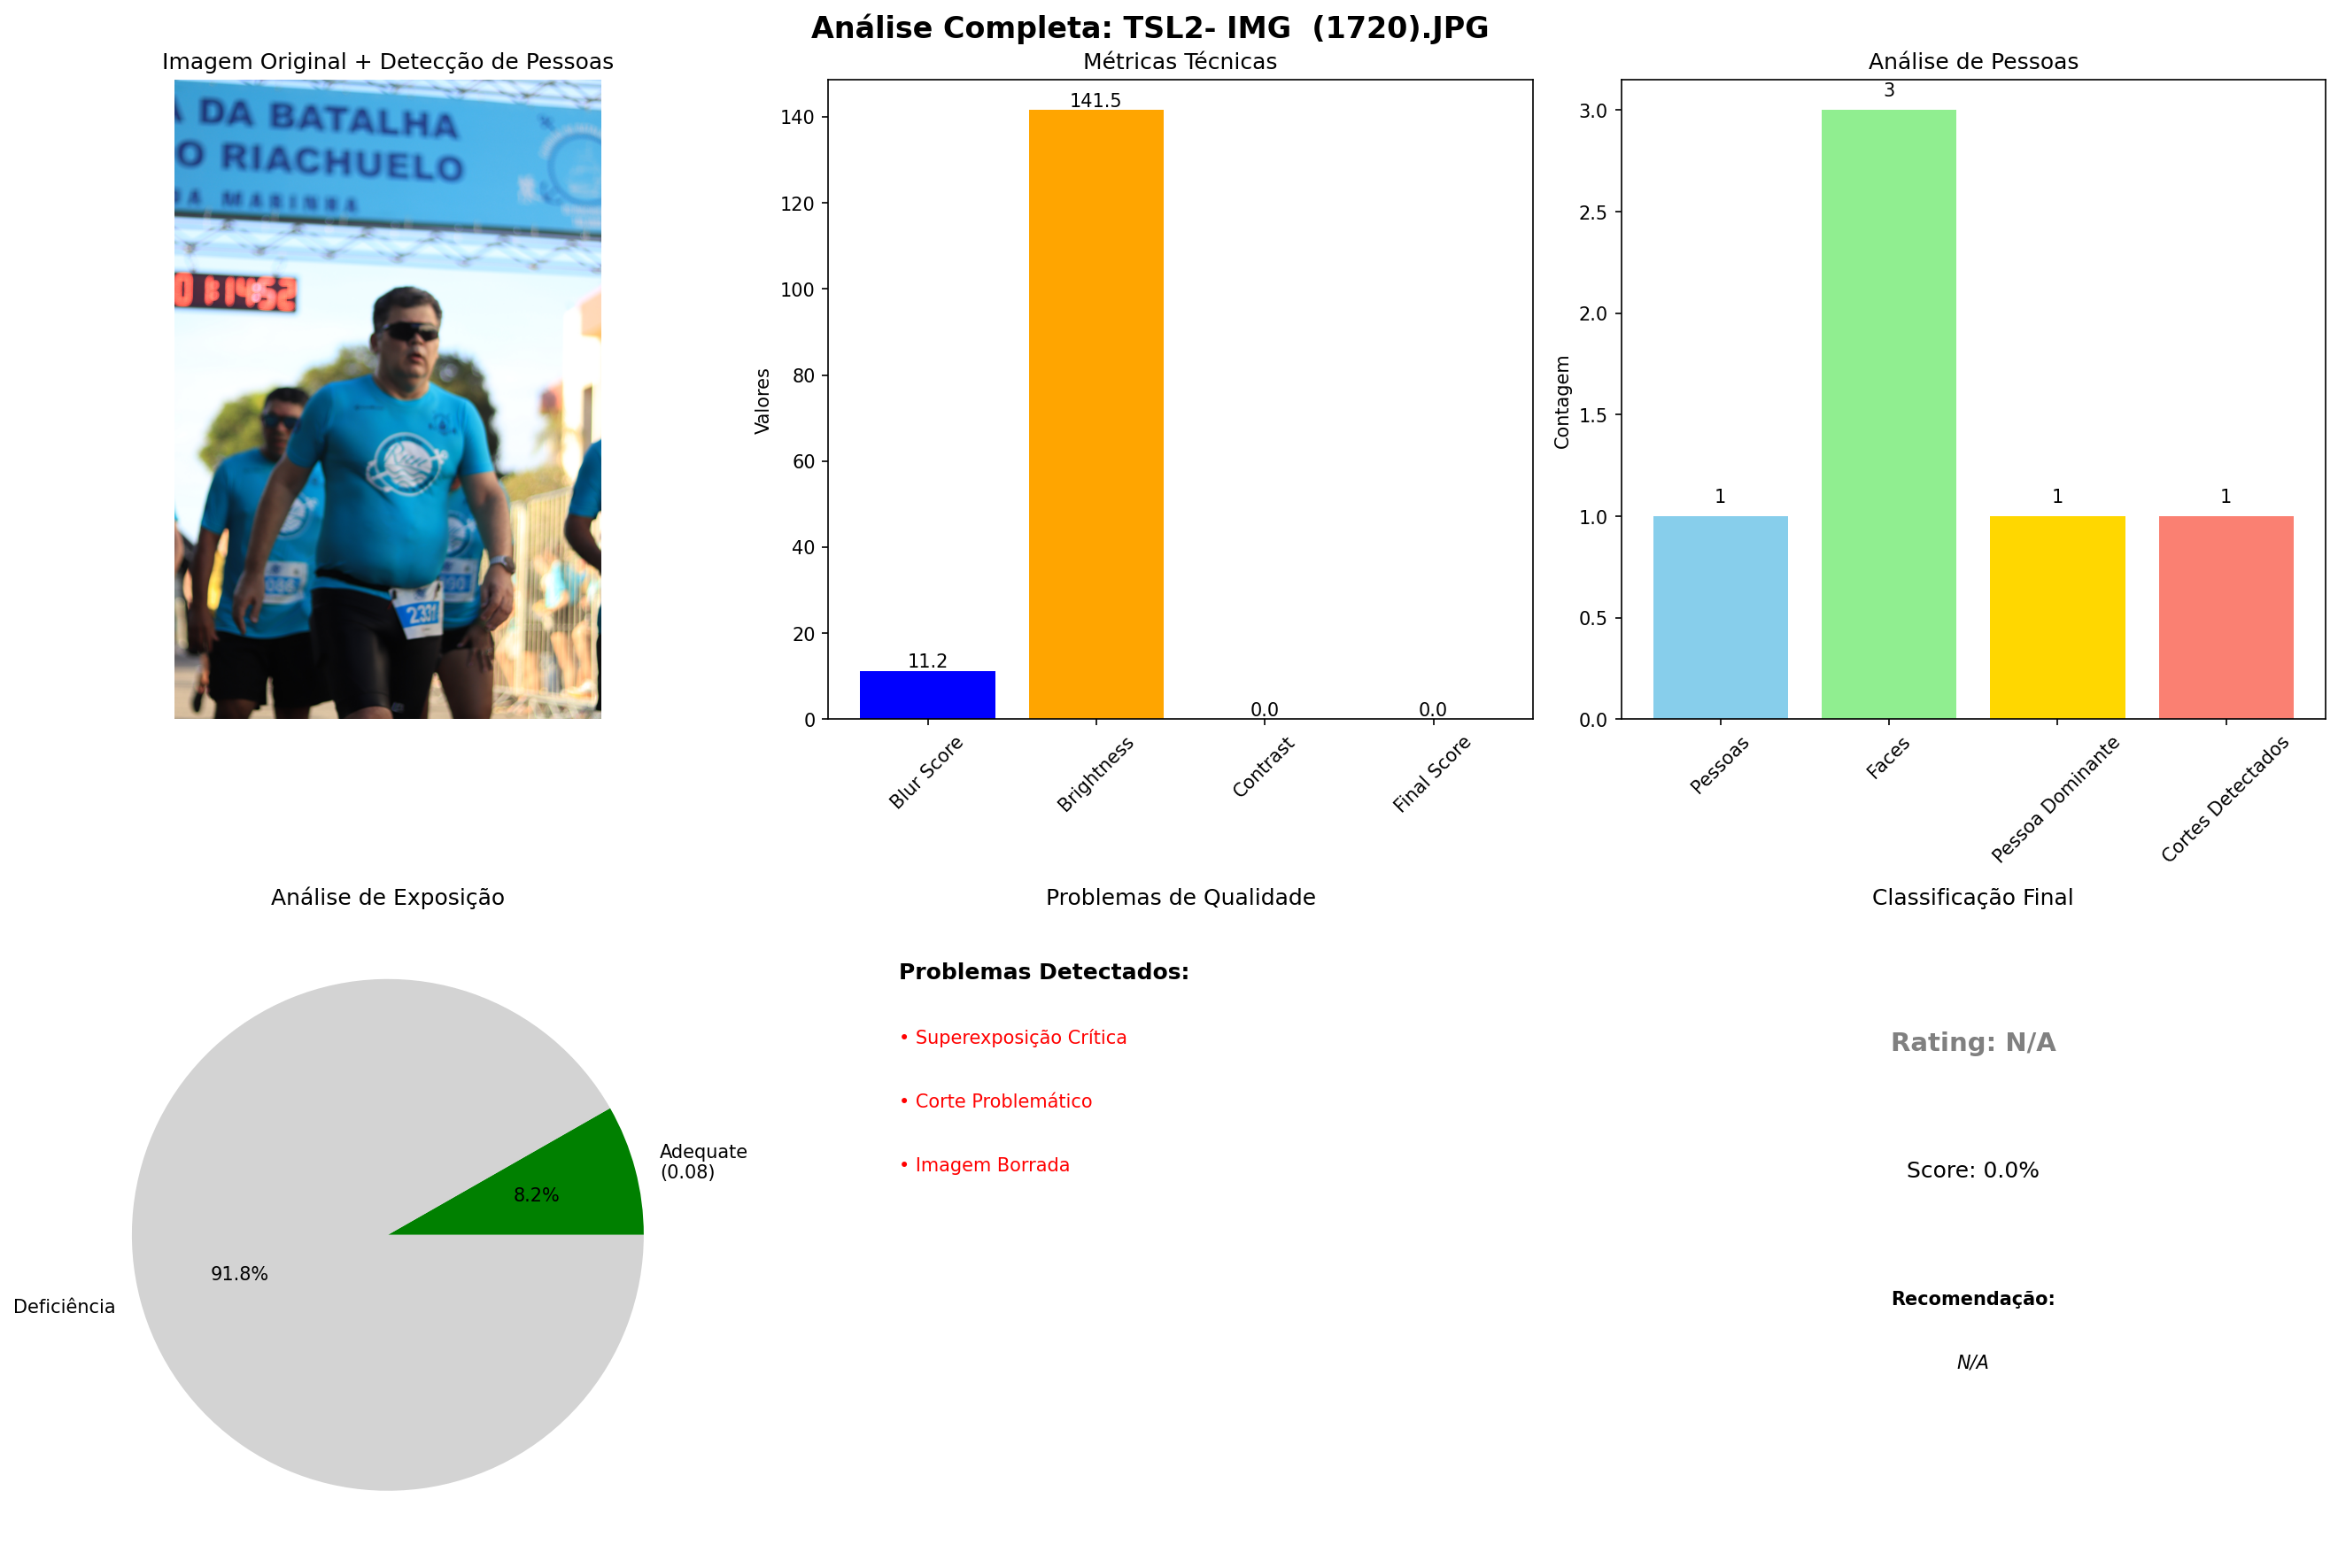 Análise Completa: TSL2- IMG  (1720).JPG
Imagem Original + Detecção de Pessoas
DA BATALHA
O RIACHUELO
DA MARINHA
01:14:52
2331
Métricas Técnicas
Valores
140
120
100
80
60
40
20
0
11.2
141.5
0.0
0.0
Blur Score
Brightness
Contrast
Final Score
Análise de Pessoas
Contagem
3.0
2.5
2.0
1.5
1.0
0.5
0.0
1
3
1
1
Pessoas
Faces
Pessoa Dominante
Cortes Detectados
Análise de Exposição
Adequate
(0.08)
8.2%
91.8%
Deficiência
Problemas de Qualidade
Problemas Detectados:
• Superexposição Crítica
• Corte Problemático
• Imagem Borrada
Classificação Final
Rating: N/A
Score: 0.0%
Recomendação:
N/A